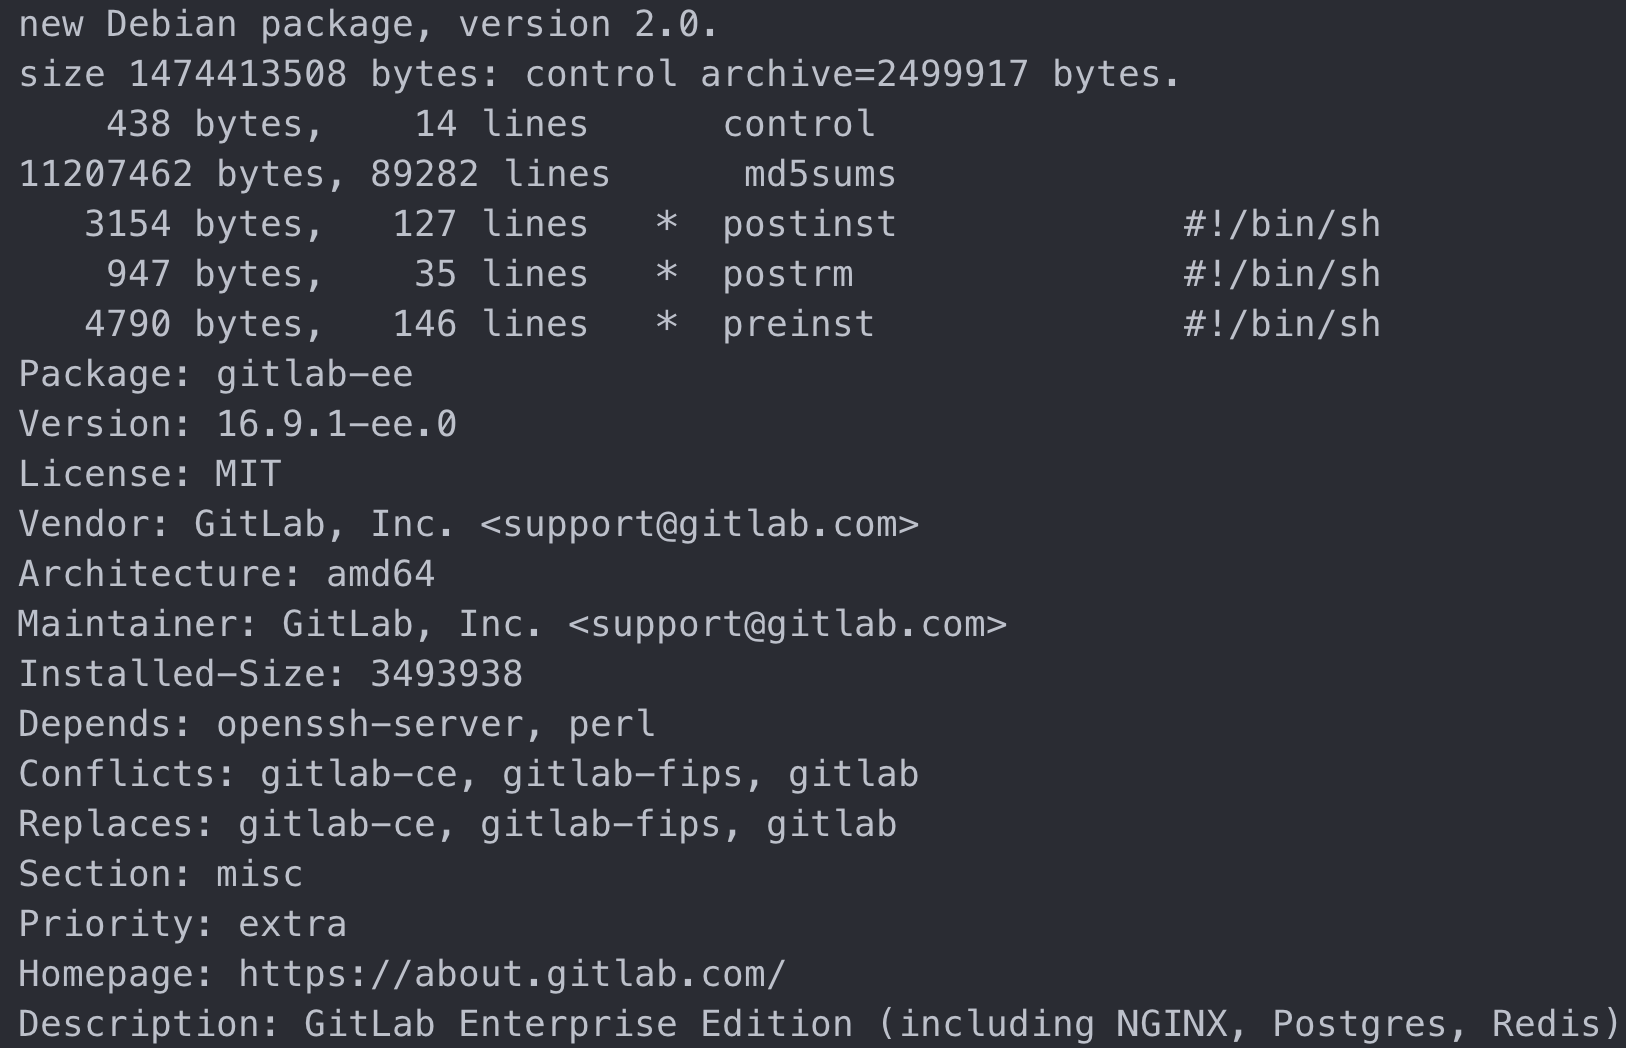 new Debian package, version 2.0.
size 1474413508 bytes: control archive=2499917 bytes.
    438 bytes,    14 lines      control
11207462 bytes, 89282 lines      md5sums
   3154 bytes,   127 lines   *  postinst             #!/bin/sh
    947 bytes,    35 lines   *  postrm               #!/bin/sh
   4790 bytes,   146 lines   *  preinst              #!/bin/sh
Package: gitlab-ee
Version: 16.9.1-ee.0
License: MIT
Vendor: GitLab, Inc. <support@gitlab.com>
Architecture: amd64
Maintainer: GitLab, Inc. <support@gitlab.com>
Installed-Size: 3493938
Depends: openssh-server, perl
Conflicts: gitlab-ce, gitlab-fips, gitlab
Replaces: gitlab-ce, gitlab-fips, gitlab
Section: misc
Priority: extra
Homepage: https://about.gitlab.com/
Description: GitLab Enterprise Edition (including NGINX, Postgres, Redis)